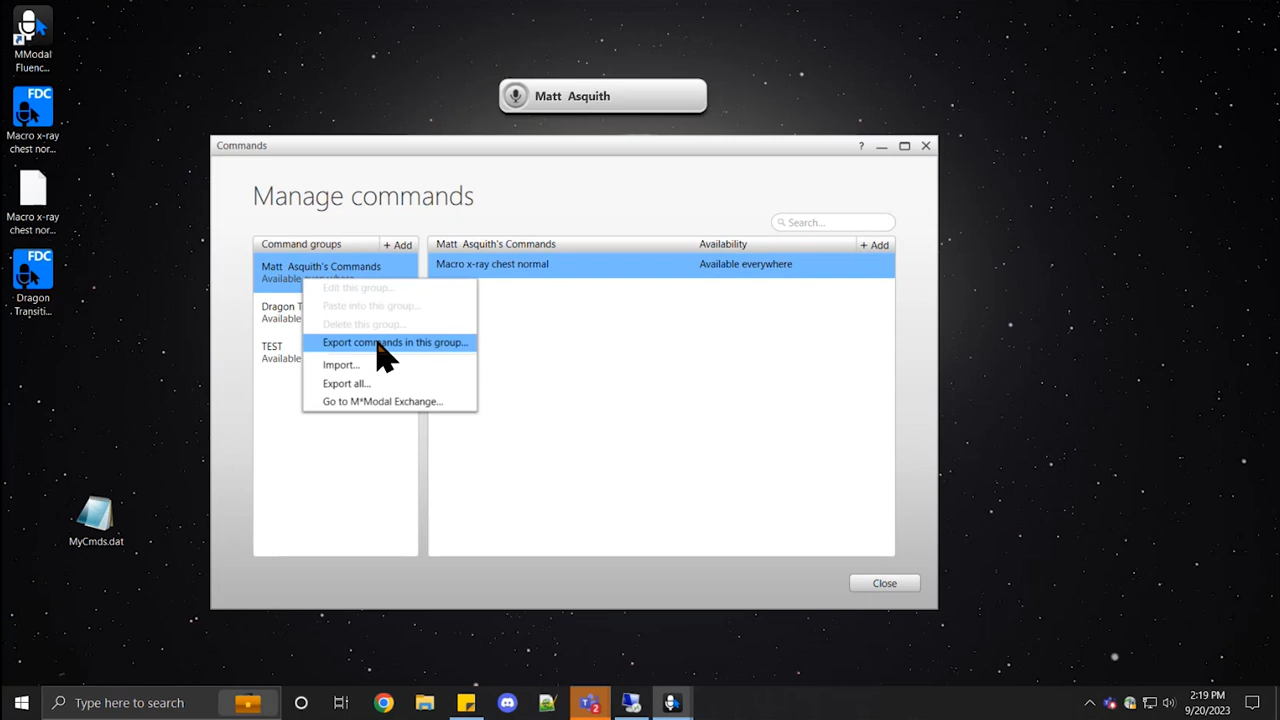 MModal
Fluenc...
FDC
Macro x-ray
chest nor...
Macro x-ray
chest nor...
FDC
Dragon
Transiti...
MyCmds.dat
Matt Asquith
Commands
?
Manage commands
Search...
Command groups
+ Add
Matt Asquith's Commands
Availability
+ Add
Matt Asquith's Commands
Available everywhere
Macro x-ray chest normal
Available everywhere
Dragon T
Available
TEST
Available
Edit this group...
Paste into this group...
Delete this group...
Export commands in this group...
Import...
Export all...
Go to M*Modal Exchange...
Close
Type here to search
2
2:19 PM
9/20/2023